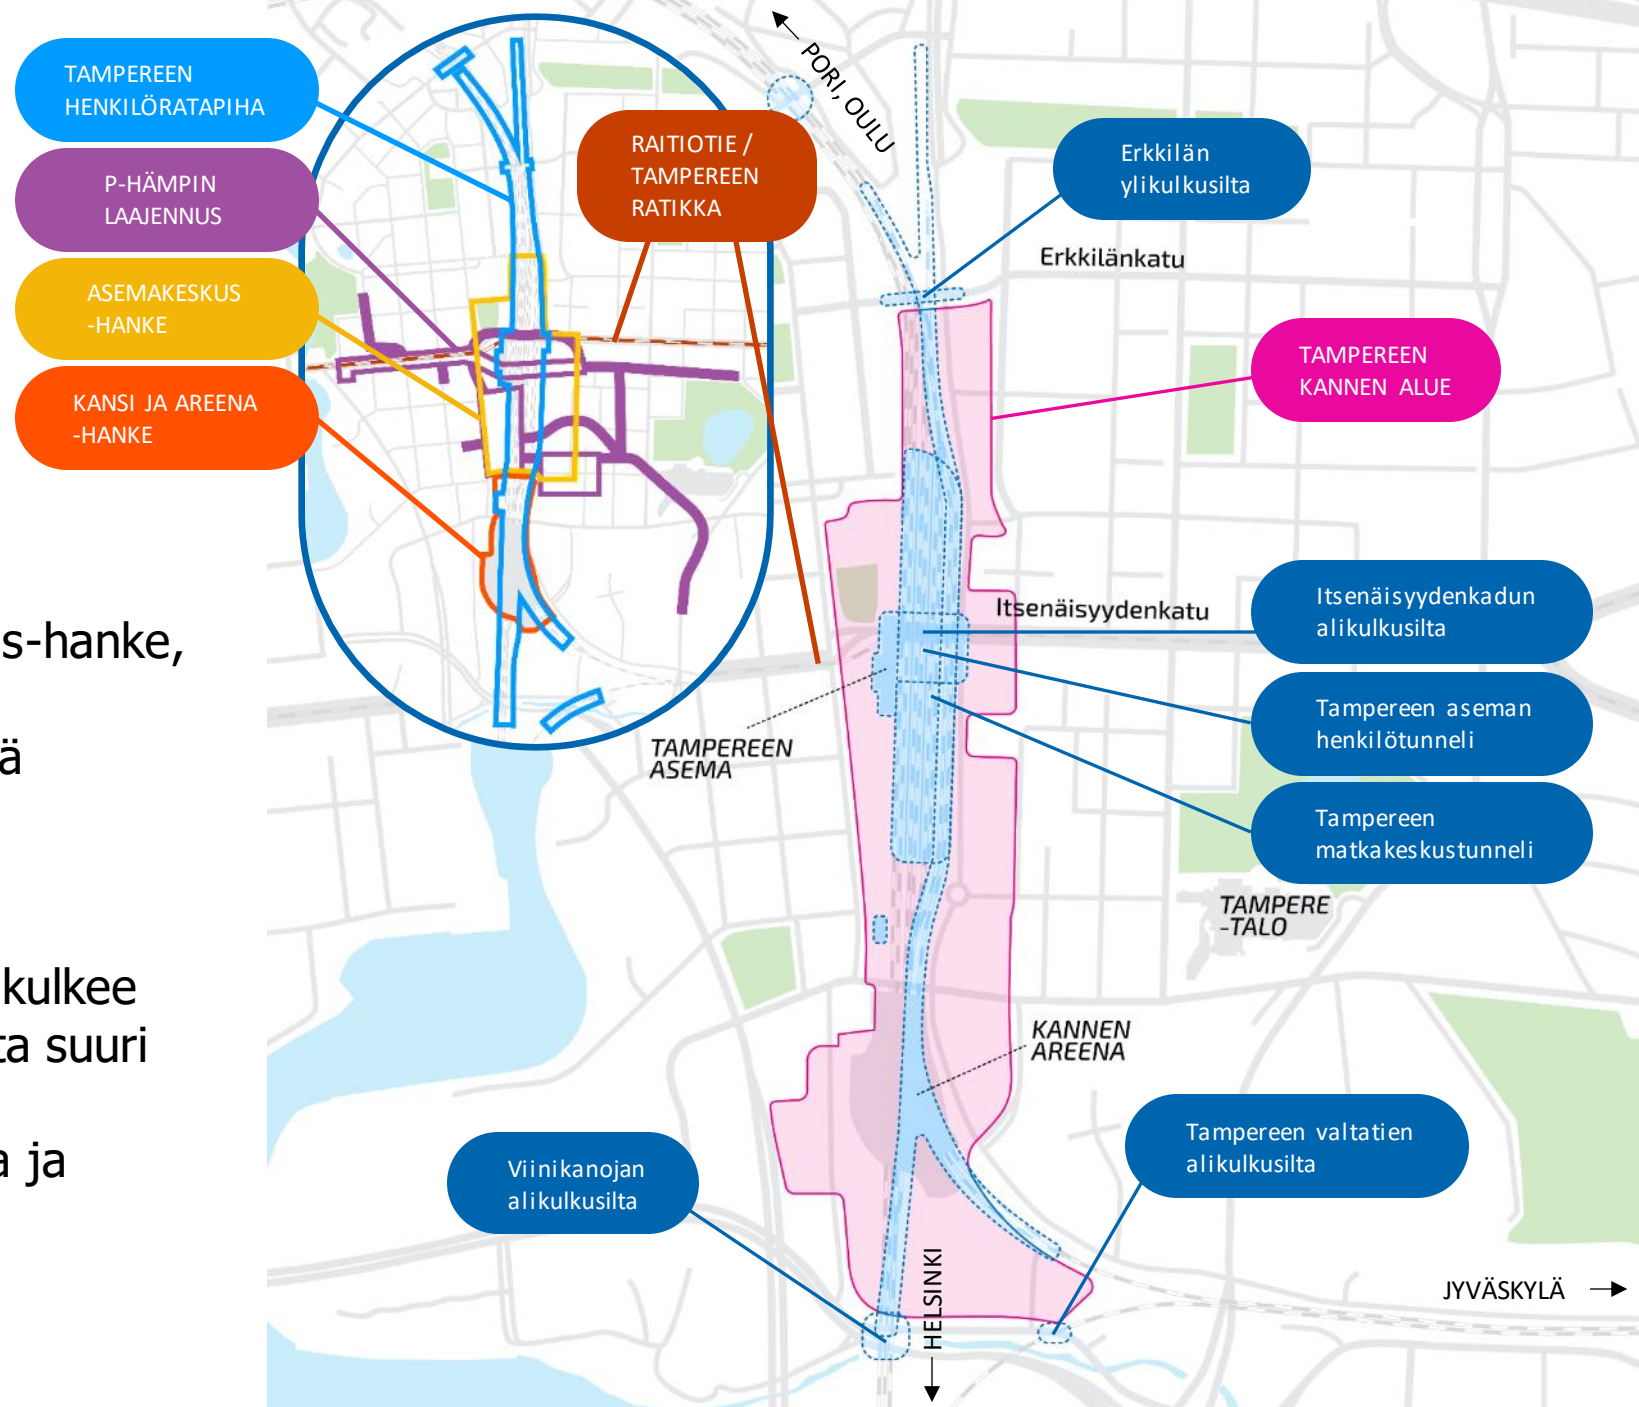 TAMPEREEN
HENKILÖRATAPIHA
P-HÄMPIN
LAAJENNUS
ASEMAKESKUS
-HANKE
KANSI JA AREENA
-HANKE
RAITIOTIE /
TAMPEREEN
RATIKKA
PORI, OULU
Erkkilän
ylikulkusilta
Erkkilänkatu
TAMPEREEN
KANNEN ALUE
Itsenäisyydenkatu
Itsenäisyydenkadun
alikulkusilta
Tampereen aseman
henkilötunneli
Tampereen
matkakeskustunneli
TAMPEREEN
ASEMA
TAMPERE
-TALO
KANNEN
AREENA
Viinikanojan
alikulkusilta
Tampereen valtatien
alikulkusilta
HELSINKI
JYVÄSKYLÄ
s-hanke,
ä
kulkee
ta suuri
a ja